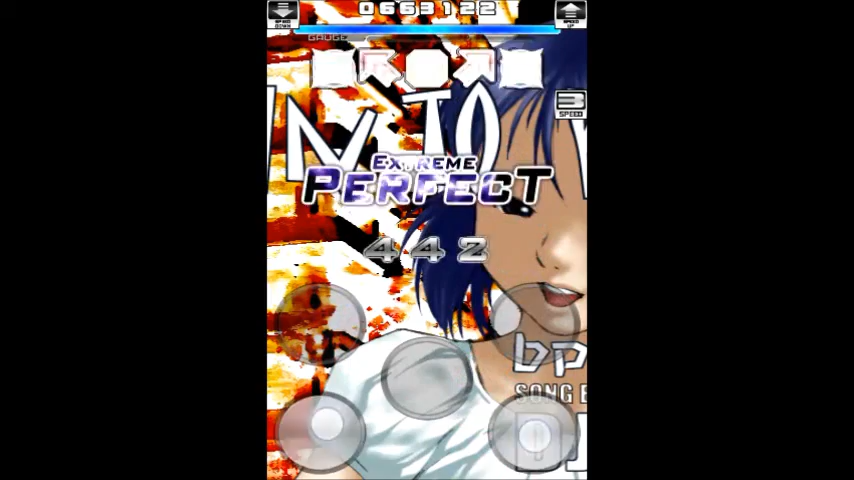 0663122
SPEED DOWN
SPEED UP
GAUGE
3
SPEED
EXTREME
PERFECT
442
SONG